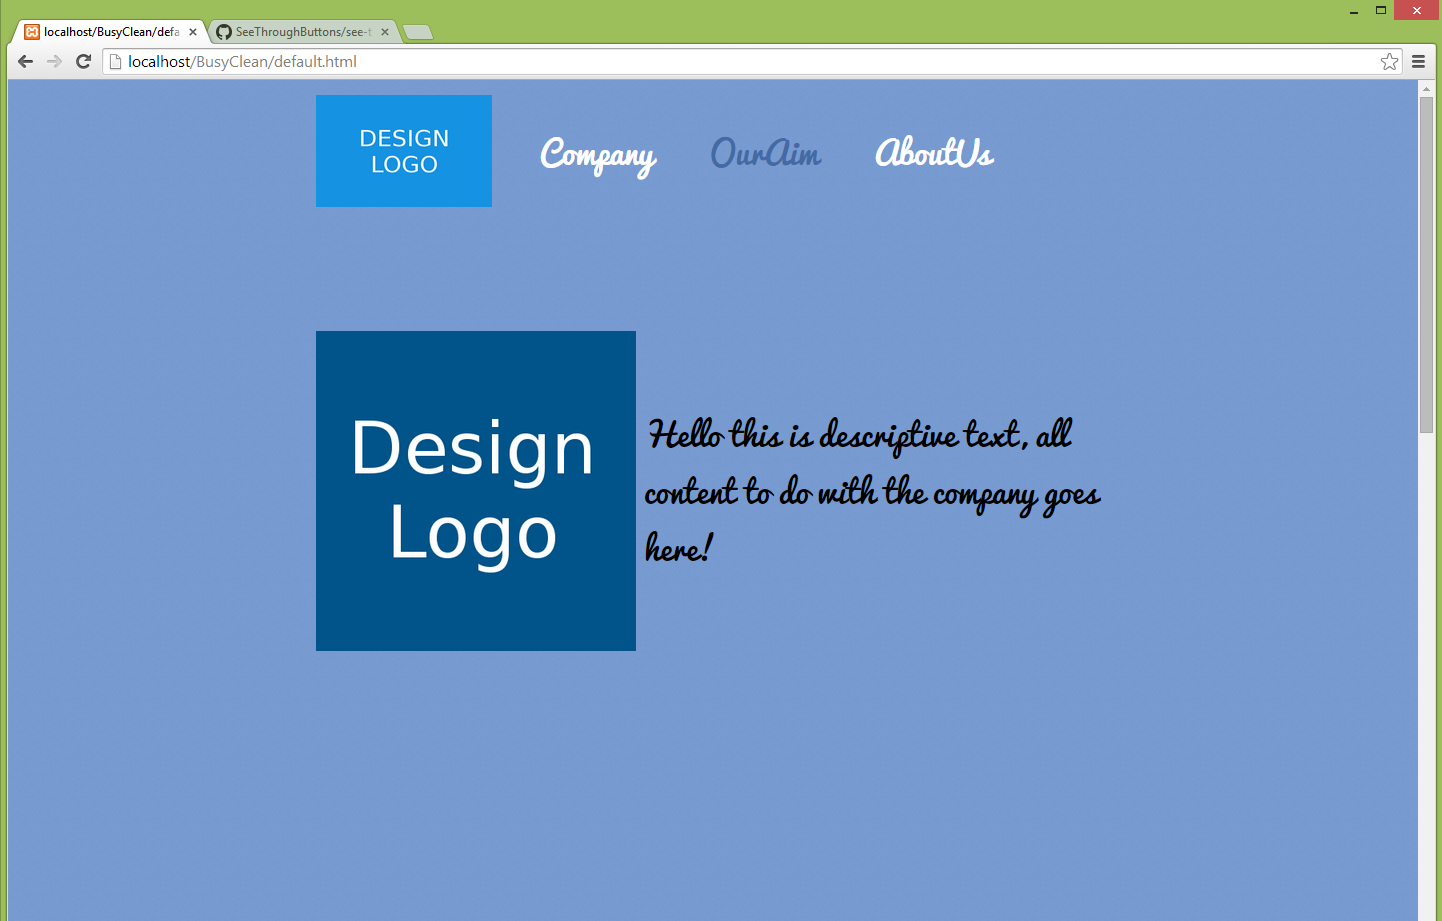 localhost/BusyClean/defa
SeeThroughButtons/see-t
localhost/BusyClean/default.html
DESIGN
LOGO
Company OurAim AboutUs
Design
Logo
Hello this is descriptive text, all
content to do with the company goes
here!